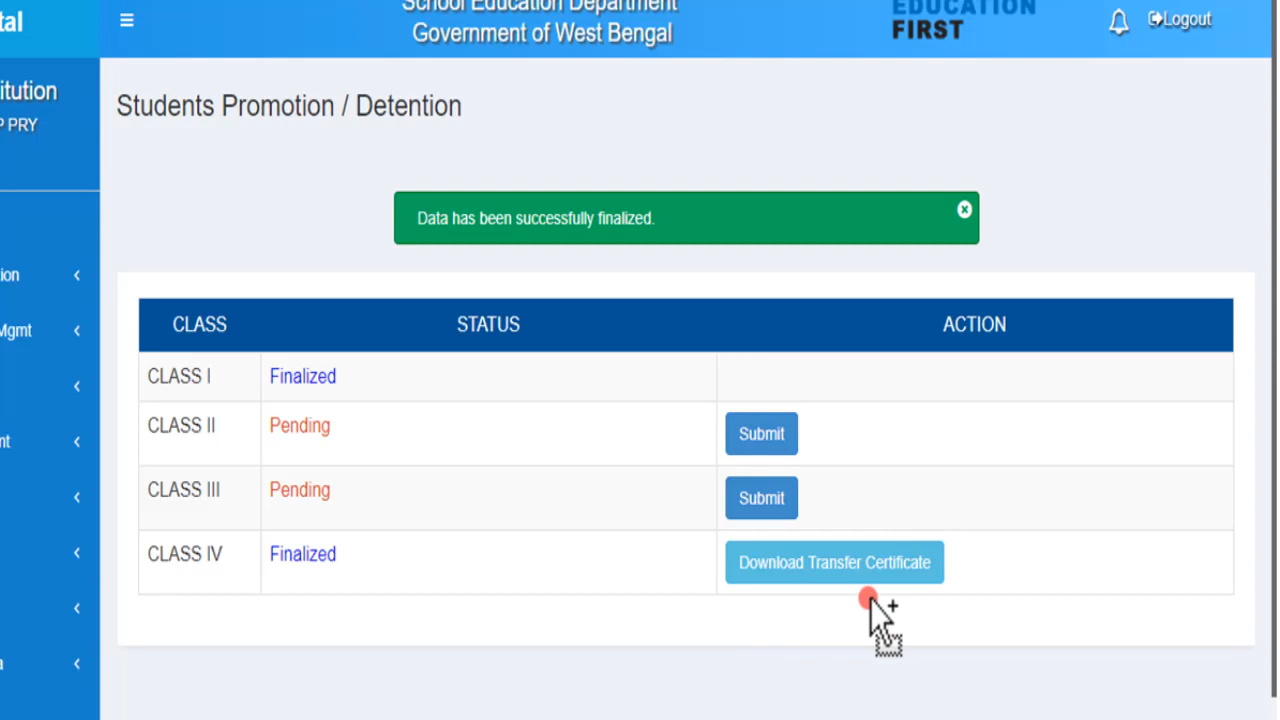 tal
School Education Department
Government of West Bengal
EDUCATION
FIRST
Logout
itution
P PRY
ion
Mgmt
nt
a
Students Promotion / Detention
Data has been successfully finalized.
CLASS STATUS ACTION
CLASS I Finalized
CLASS II Pending Submit
CLASS III Pending Submit
CLASS IV Finalized Download Transfer Certificate